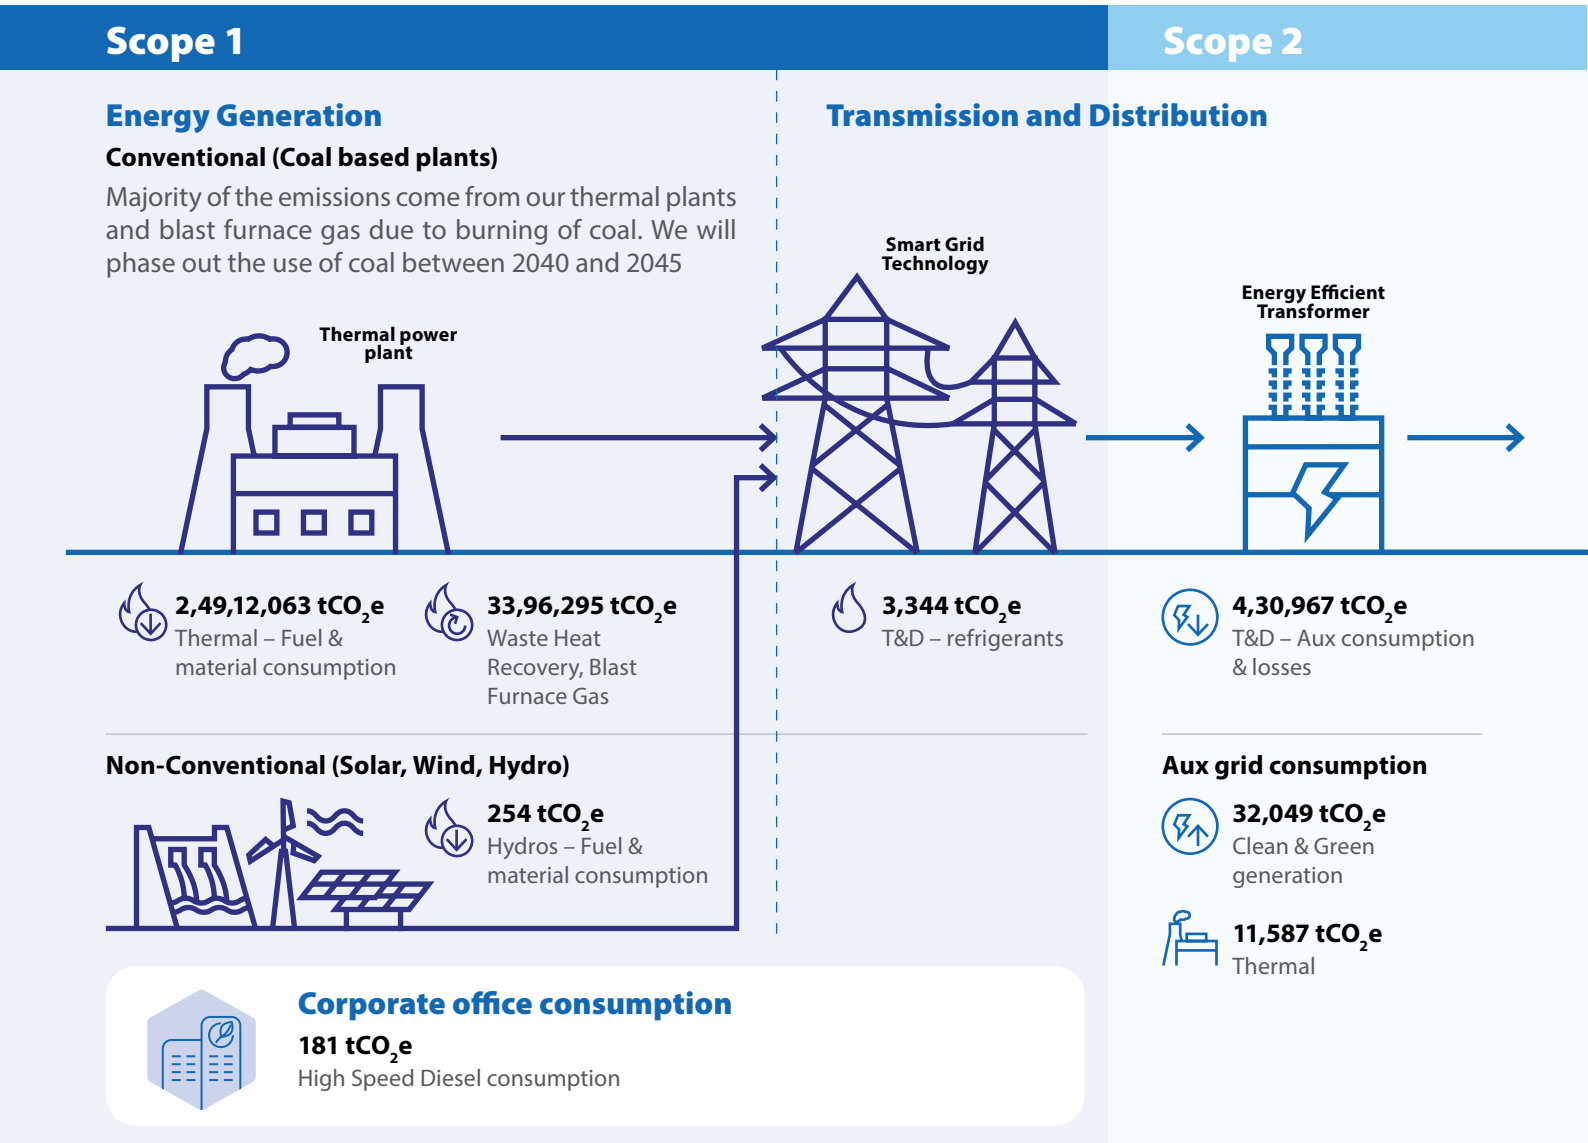 Scope 1
Scope 2
Energy Generation
Conventional (Coal based plants)
Majority of the emissions come from our thermal plants
and blast furnace gas due to burning of coal. We will
phase out the use of coal between 2040 and 2045
Thermal power
plant
Transmission and Distribution
Smart Grid
Technology
Energy Efficient
Transformer
2,49,12,063 tCO₂e
Thermal – Fuel &
material consumption
33,96,295 tCO₂e
Waste Heat
Recovery, Blast
Furnace Gas
3,344 tCO₂e
T&D – refrigerants
4,30,967 tCO₂e
T&D – Aux consumption
& losses
Non-Conventional (Solar, Wind, Hydro)
254 tCO₂e
Hydros – Fuel &
material consumption
Aux grid consumption
32,049 tCO₂e
Clean & Green
generation
11,587 tCO₂e
Thermal
Corporate office consumption
181 tCO₂e
High Speed Diesel consumption